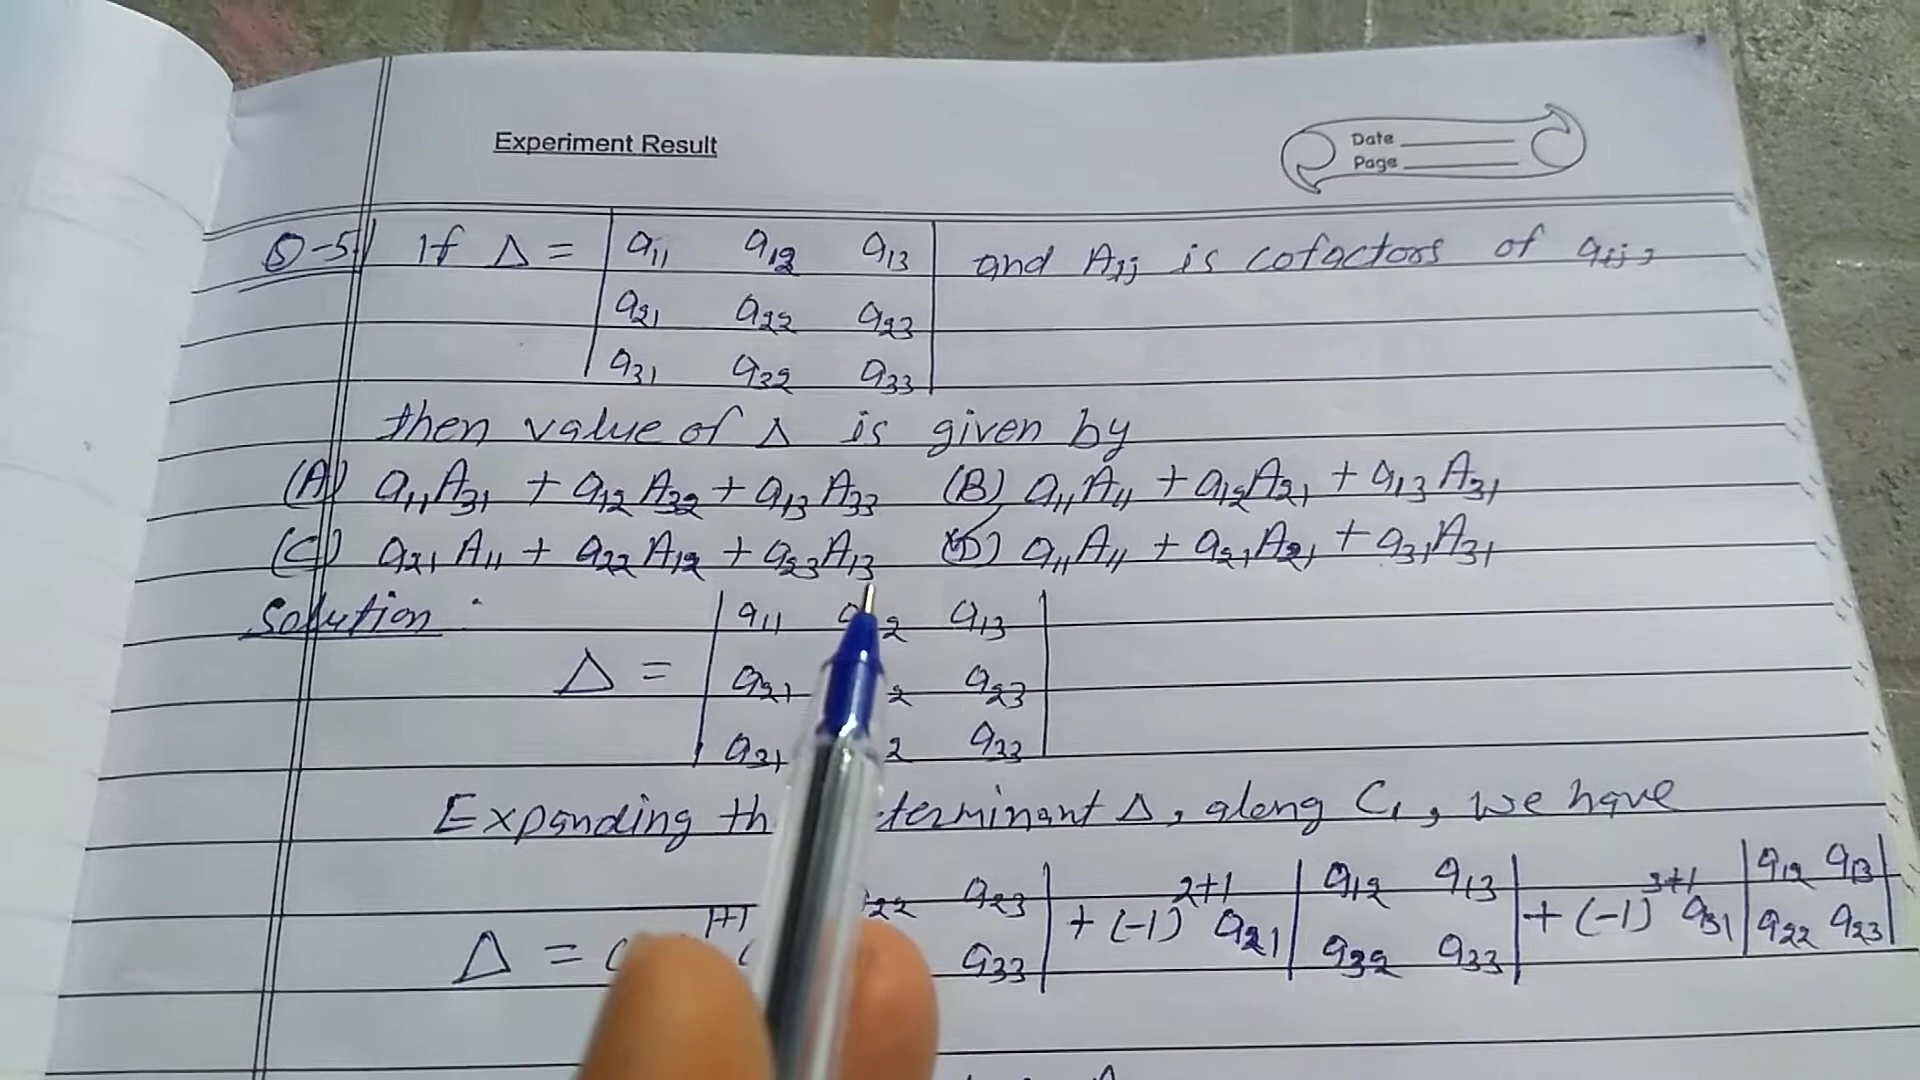 Experiment Result
Date
Page
Q-5 If Δ = | a11 a12 a13 | and Aij is cofactors of aij,
| a21 a22 a23 |
| a31 a32 a33 |
then value of Δ is given by
(A) a11A31 + a12A32 + a13A33 (B) a11A11 + a12A21 + a13A31
(C) a21A11 + a22A12 + a23A13 (D) a11A11 + a21A21 + a31A31
Solution :
| a11 a13 |
Δ = | a21 a23 |
| a31 a33 |
Expanding along C1, we have
Δ = a23 | + (-1)^2+1 a21 | a12 a13 | + (-1)^3+1 a31 | a12 a13 |
a33 | | a32 a33 | | a22 a23 |